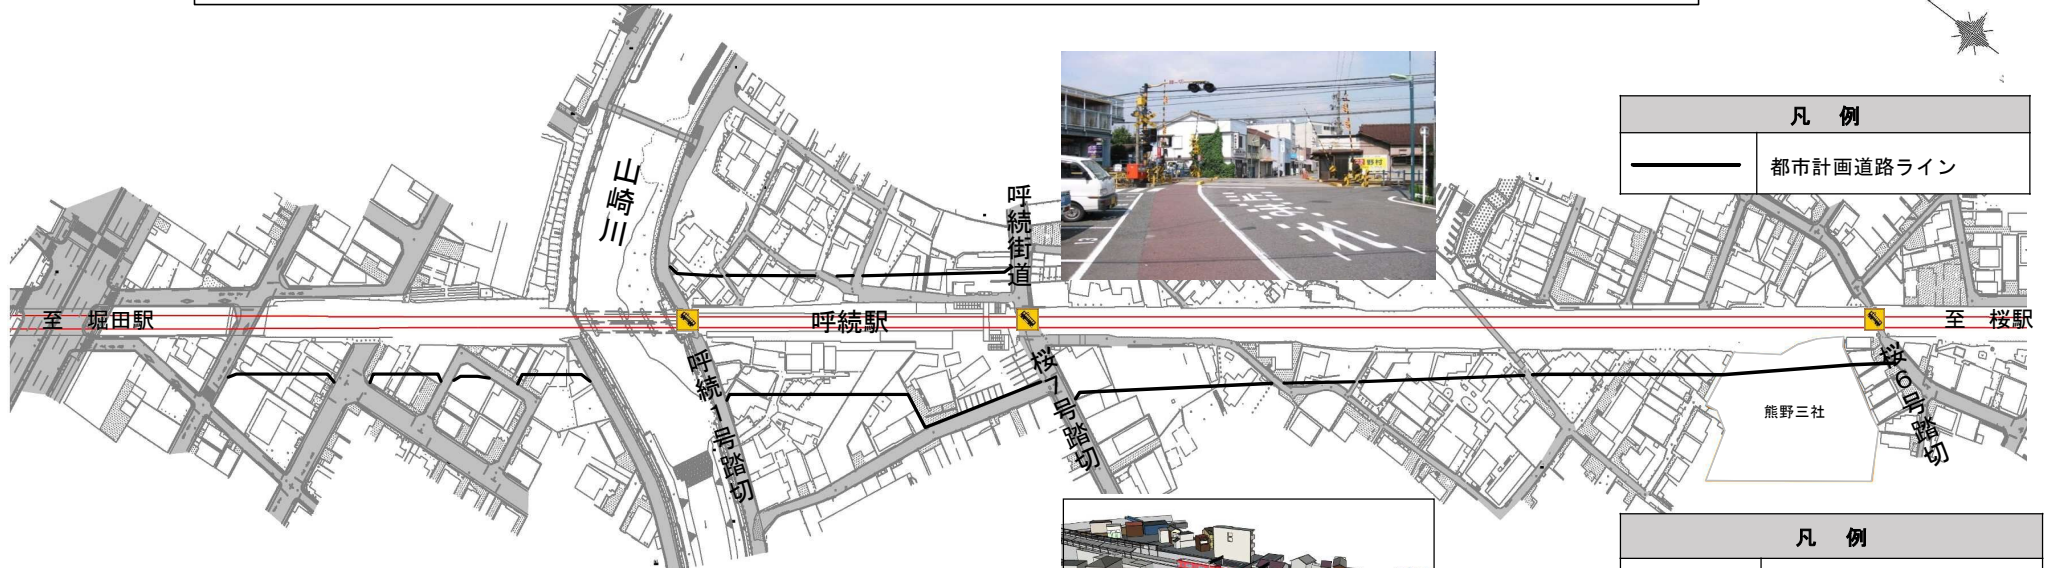 凡 例
都市計画道路ライン
山崎川
呼続街道
至 堀田駅
呼続駅
至 桜駅
呼続1号踏切
桜7号踏切
桜6号踏切
熊野三社
凡 例